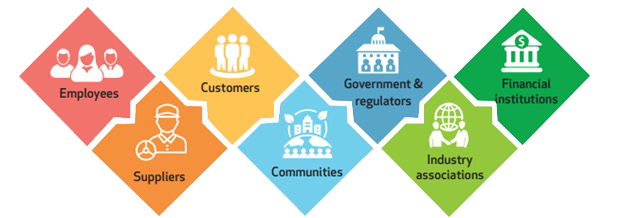 Employees
Customers
Government &
regulators
Financial
institutions
Suppliers
Communities
Industry
associations
$